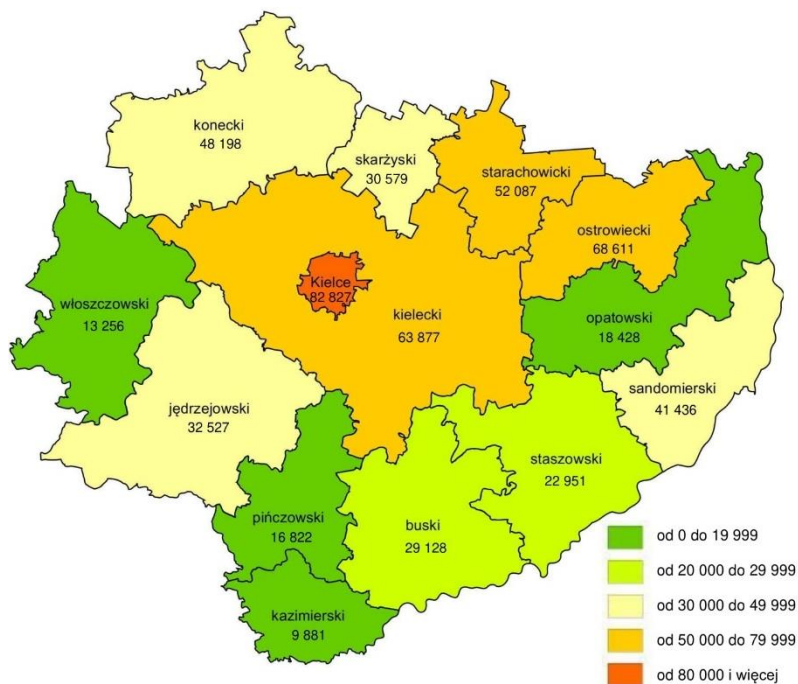 konecki
48 198
skarżyski
30 579
starachowicki
52 087
ostrowiecki
68 611
Kielce
82 827
włoszczowski
13 256
kielecki
63 877
opatowski
18 428
jędrzejowski
32 527
sandomierski
41 436
staszowski
22 951
pińczowski
16 822
buski
29 128
kazimierski
9 881
od 0 do 19 999
od 20 000 do 29 999
od 30 000 do 49 999
od 50 000 do 79 999
od 80 000 i więcej